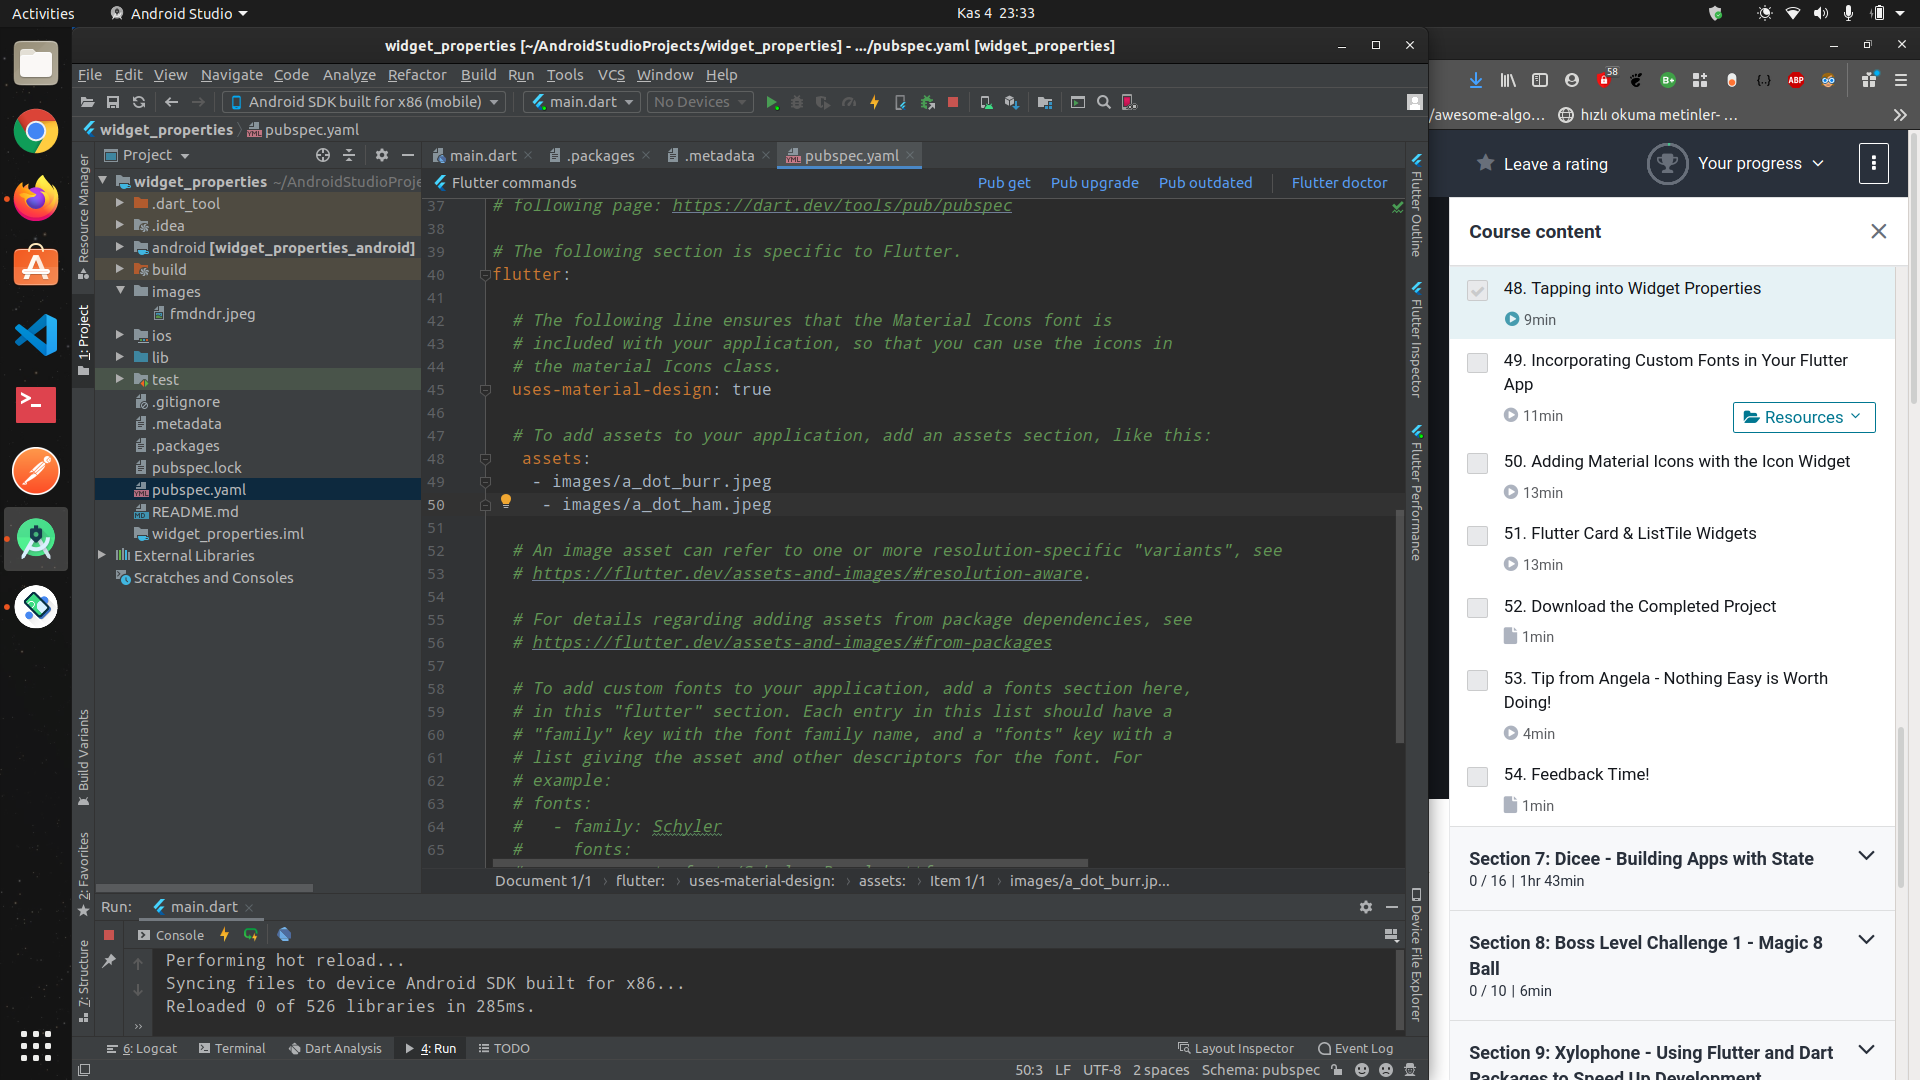 Activities
Android Studio
Kas 4 23:33
widget_properties [~/AndroidStudioProjects/widget_properties] - .../pubspec.yaml [widget_properties]
File Edit View Navigate Code Analyze Refactor Build Run Tools VCS Window Help
Android SDK built for x86 (mobile)
main.dart
No Devices
widget_properties
pubspec.yaml
Project
main.dart
.packages
.metadata
pubspec.yaml
Flutter commands
Pub get
Pub upgrade
Pub outdated
Flutter doctor
Resource Manager
1: Project
Build Variants
2: Favorites
7: Structure
widget_properties ~/AndroidStudioProje
.dart_tool
.idea
android [widget_properties_android]
build
images
fmdndr.jpeg
ios
lib
test
.gitignore
.metadata
.packages
pubspec.lock
pubspec.yaml
README.md
widget_properties.iml
External Libraries
Scratches and Consoles
37 # following page: https://dart.dev/tools/pub/pubspec
38
39 # The following section is specific to Flutter.
40 flutter:
41
42 # The following line ensures that the Material Icons font is
43 # included with your application, so that you can use the icons in
44 # the material Icons class.
45 uses-material-design: true
46
47 # To add assets to your application, add an assets section, like this:
48 assets:
49 - images/a_dot_burr.jpeg
50 - images/a_dot_ham.jpeg
51
52 # An image asset can refer to one or more resolution-specific "variants", see
53 # https://flutter.dev/assets-and-images/#resolution-aware.
54
55 # For details regarding adding assets from package dependencies, see
56 # https://flutter.dev/assets-and-images/#from-packages
57
58 # To add custom fonts to your application, add a fonts section here,
59 # in this "flutter" section. Each entry in this list should have a
60 # "family" key with the font family name, and a "fonts" key with a
61 # list giving the asset and other descriptors for the font. For
62 # example:
63 # fonts:
64 #   - family: Schyler
65 #     fonts:
Document 1/1 › flutter: › uses-material-design: › assets: › Item 1/1 › images/a_dot_burr.jp...
Flutter Outline
Flutter Inspector
Flutter Performance
Device File Explorer
Run:
main.dart
Console
Performing hot reload...
Syncing files to device Android SDK built for x86...
Reloaded 0 of 526 libraries in 285ms.
6: Logcat
Terminal
Dart Analysis
4: Run
TODO
Layout Inspector
Event Log
50:3 LF UTF-8 2 spaces Schema: pubspec
58
ABP
/awesome-algo...
hızlı okuma metinler- ...
Leave a rating
Your progress
Course content
48. Tapping into Widget Properties
9min
49. Incorporating Custom Fonts in Your Flutter
App
11min
Resources
50. Adding Material Icons with the Icon Widget
13min
51. Flutter Card & ListTile Widgets
13min
52. Download the Completed Project
1min
53. Tip from Angela - Nothing Easy is Worth
Doing!
4min
54. Feedback Time!
1min
Section 7: Dicee - Building Apps with State
0 / 16 | 1hr 43min
Section 8: Boss Level Challenge 1 - Magic 8
Ball
0 / 10 | 6min
Section 9: Xylophone - Using Flutter and Dart
Packages to Speed Up Development